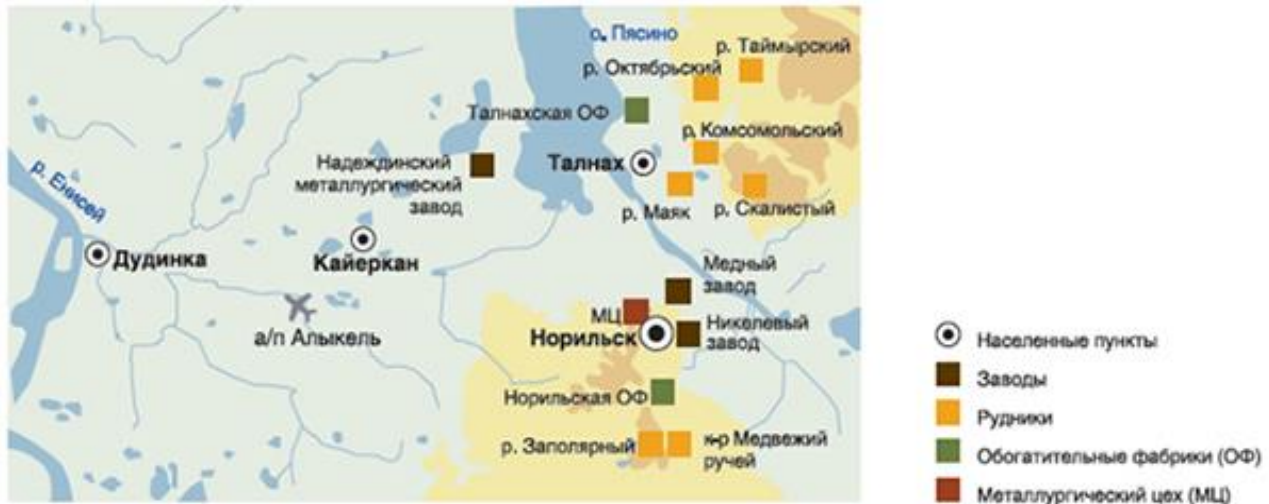 о. Пясино
р. Таймырский
р. Октябрьский
Талнахская ОФ
р. Комсомольский
Надеждинский
металлургический
завод
Талнах
р. Маяк
р. Скалистый
р. Енисей
Дудинка
Кайеркан
Медный
завод
а/п Алыкель
МЦ
Норильск
Никелевый
завод
Норильская ОФ
р. Заполярный
к-р Медвежий
ручей
Населенные пункты
Заводы
Рудники
Обогатительные фабрики (ОФ)
Металлургический цех (МЦ)